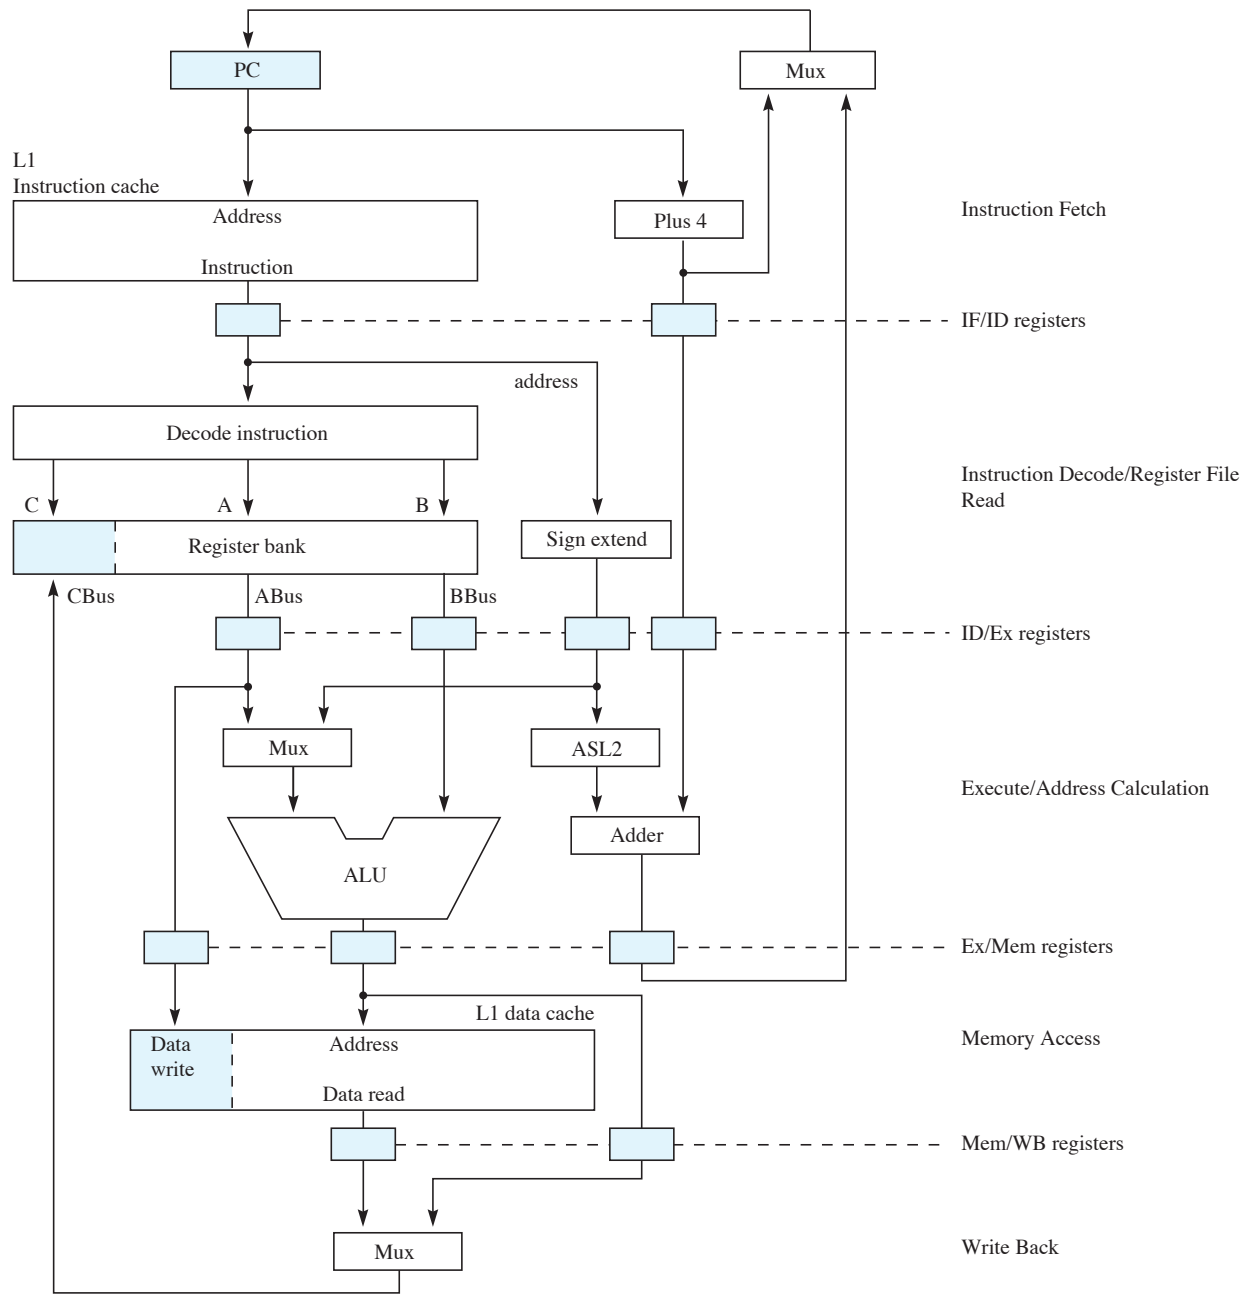 PC
Mux
L1
Instruction cache
Address
Plus 4
Instruction Fetch
Instruction
IF/ID registers
address
Decode instruction
Instruction Decode/Register File
Read
C
A
B
Register bank
Sign extend
CBus
ABus
BBus
ID/Ex registers
Mux
ASL2
Execute/Address Calculation
Adder
ALU
Ex/Mem registers
L1 data cache
Data
write
Address
Memory Access
Data read
Mem/WB registers
Mux
Write Back